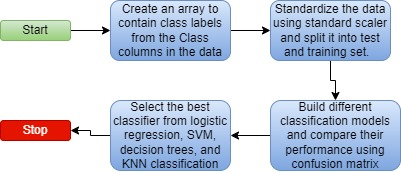 Start
Create an array to
contain class labels
from the Class
columns in the data
Standardize the data
using standard scaler
and split it into test
and training set.
Build different
classification models
and compare their
performance using
confusion matrix
Select the best
classifier from logistic
regression, SVM,
decision trees, and
KNN classification
Stop